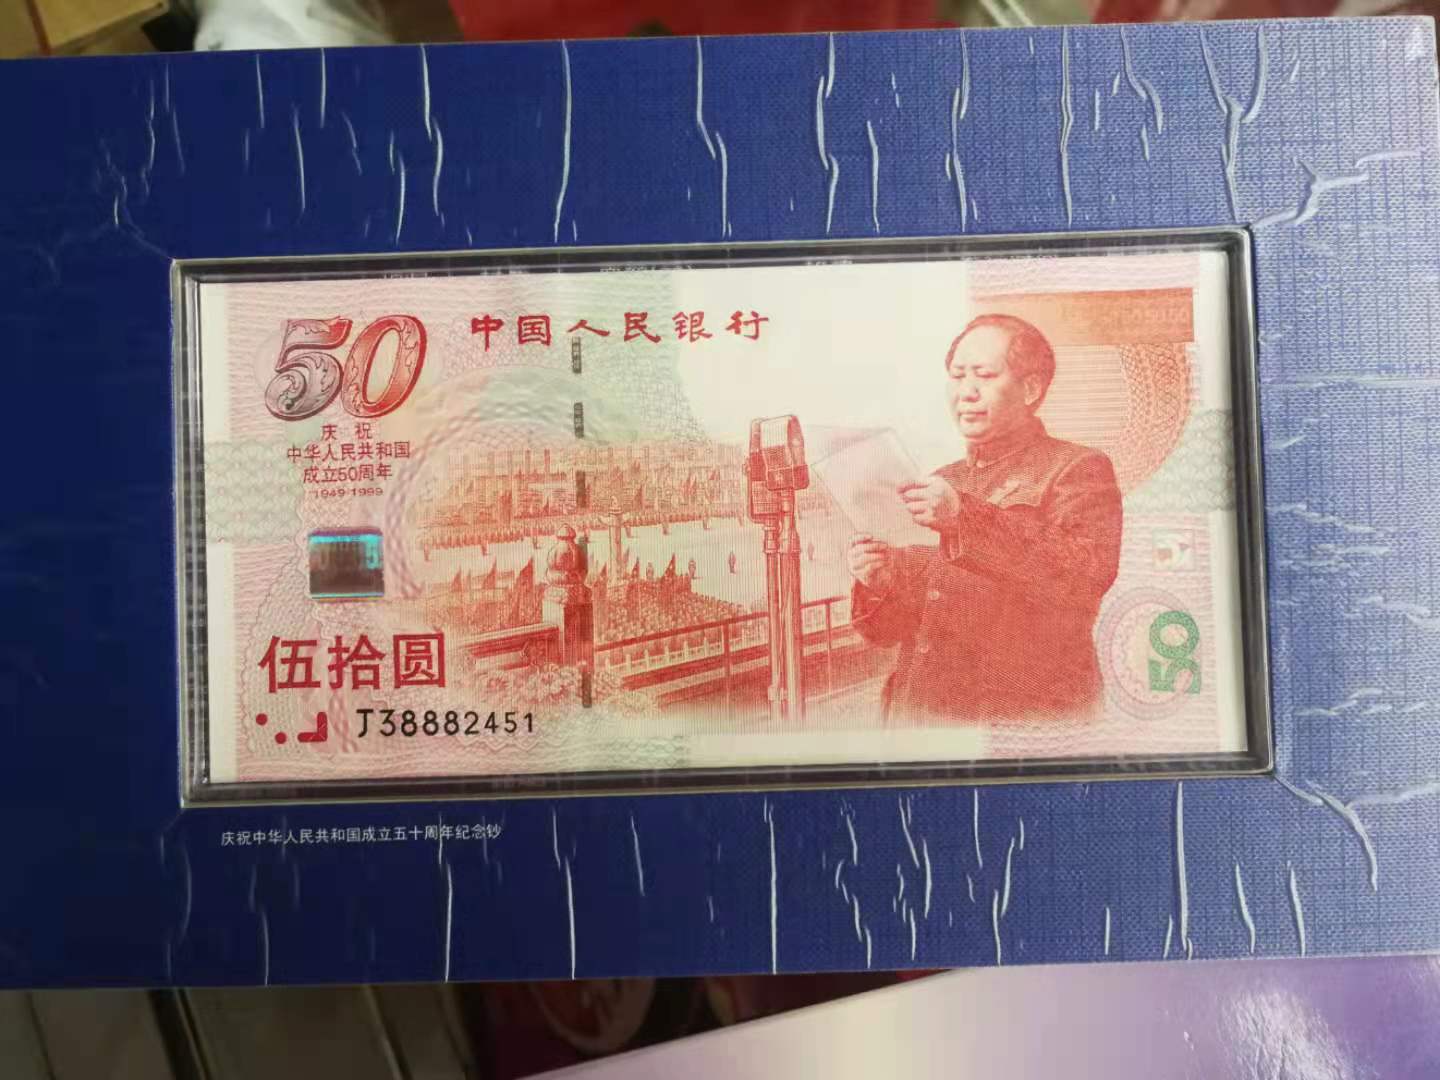 50
中国人民银行
庆祝
中华人民共和国
成立50周年
1949-1999
伍拾圆
J38882451
50
庆祝中华人民共和国成立五十周年纪念钞